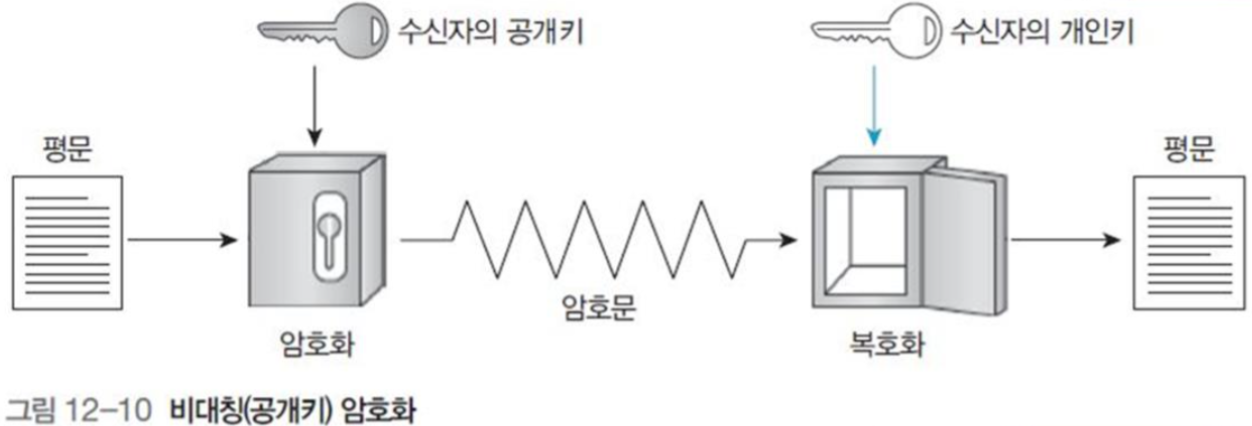 수신자의 공개키
수신자의 개인키
평문
평문
암호문
암호화
복호화
그림 12-10 비대칭(공개키) 암호화